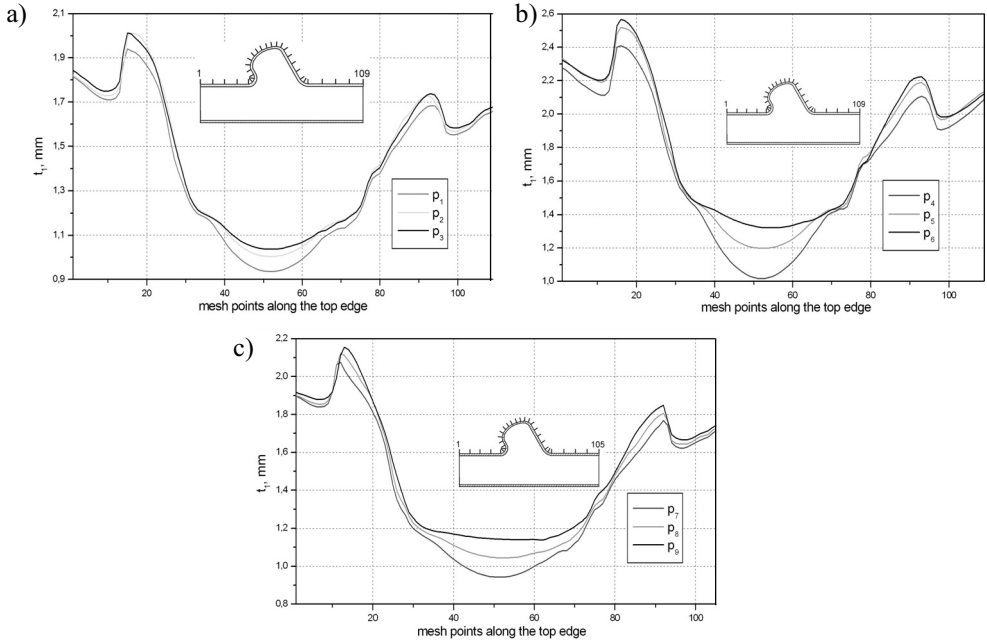 a)
2,1
1,9
1,7
1,5
1,3
1,1
0,9
t₁, mm
1
109
p₁
p₂
p₃
20
40
60
80
100
mesh points along the top edge
b)
2,6
2,4
2,2
2,0
1,8
1,6
1,4
1,2
1,0
t₁, mm
1
109
p₄
p₅
p₆
20
40
60
80
100
mesh points along the top edge
c)
2,2
2,0
1,8
1,6
1,4
1,2
1,0
0,8
t₁, mm
1
105
p₇
p₈
p₉
20
40
60
80
100
mesh points along the top edge